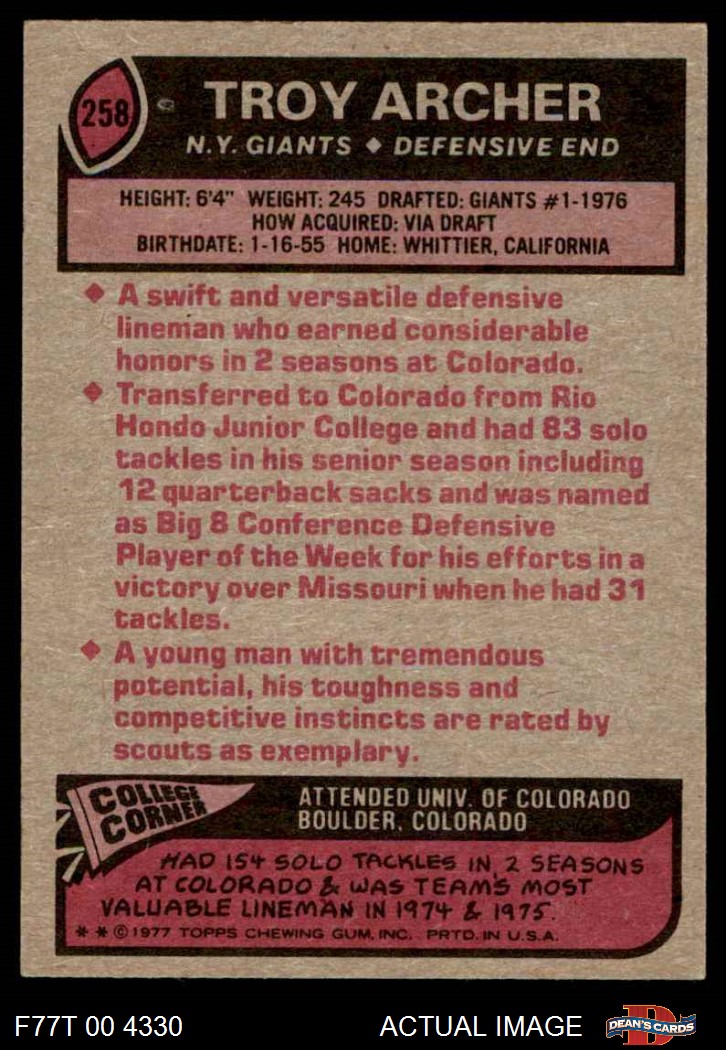 258
TROY ARCHER
N.Y. GIANTS ◆ DEFENSIVE END
HEIGHT: 6'4" WEIGHT: 245 DRAFTED: GIANTS #1-1976
HOW ACQUIRED: VIA DRAFT
BIRTHDATE: 1-16-55 HOME: WHITTIER, CALIFORNIA
◆ A swift and versatile defensive
lineman who earned considerable
honors in 2 seasons at Colorado.
◆ Transferred to Colorado from Rio
Hondo Junior College and had 83 solo
tackles in his senior season including
12 quarterback sacks and was named
as Big 8 Conference Defensive
Player of the Week for his efforts in a
victory over Missouri when he had 31
tackles.
◆ A young man with tremendous
potential, his toughness and
competitive instincts are rated by
scouts as exemplary.
COLLEGE
CORNER
ATTENDED UNIV. OF COLORADO
BOULDER, COLORADO
HAD 154 SOLO TACKLES IN 2 SEASONS
AT COLORADO & WAS TEAM'S MOST
VALUABLE LINEMAN IN 1974 & 1975.
* * © 1977 TOPPS CHEWING GUM, INC. PRTD. IN U.S.A.
F77T 00 4330
ACTUAL IMAGE
D
DEAN'S CARDS